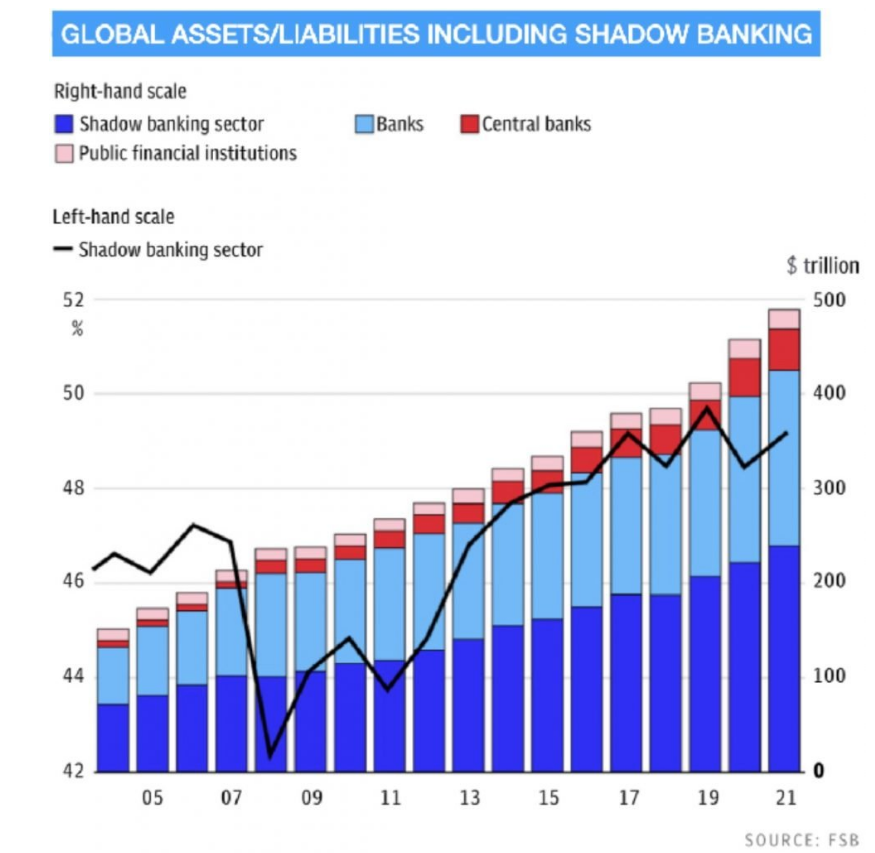 GLOBAL ASSETS/LIABILITIES INCLUDING SHADOW BANKING
Right-hand scale
Shadow banking sector Banks Central banks
Public financial institutions
Left-hand scale
Shadow banking sector
$ trillion
52 500
%
50 400
48 300
46 200
44 100
42 0
05 07 09 11 13 15 17 19 21
SOURCE: FSB